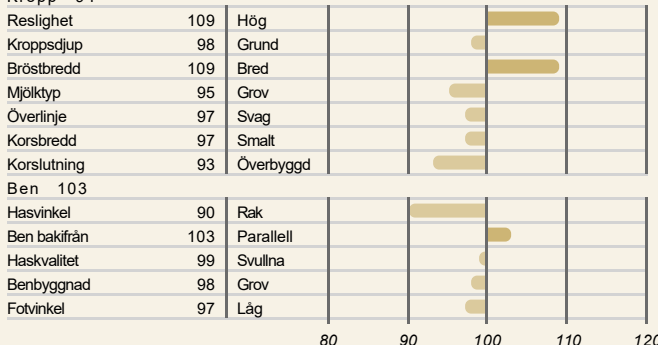 Reslighet 109 Hög
Kroppsdjup 98 Grund
Bröstbredd 109 Bred
Mjölktyp 95 Grov
Överlinje 97 Svag
Korsbredd 97 Smalt
Korslutning 93 Överbyggd
Ben 103
Hasvinkel 90 Rak
Ben bakifrån 103 Parallell
Haskvalitet 99 Svullna
Benbyggnad 98 Grov
Fotvinkel 97 Låg
80 90 100 110 120